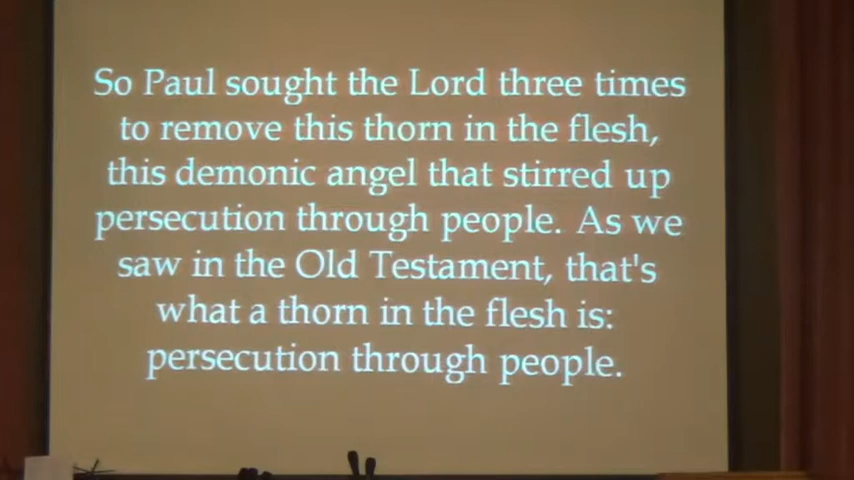 So Paul sought the Lord three times
to remove this thorn in the flesh,
this demonic angel that stirred up
persecution through people. As we
saw in the Old Testament, that's
what a thorn in the flesh is:
persecution through people.